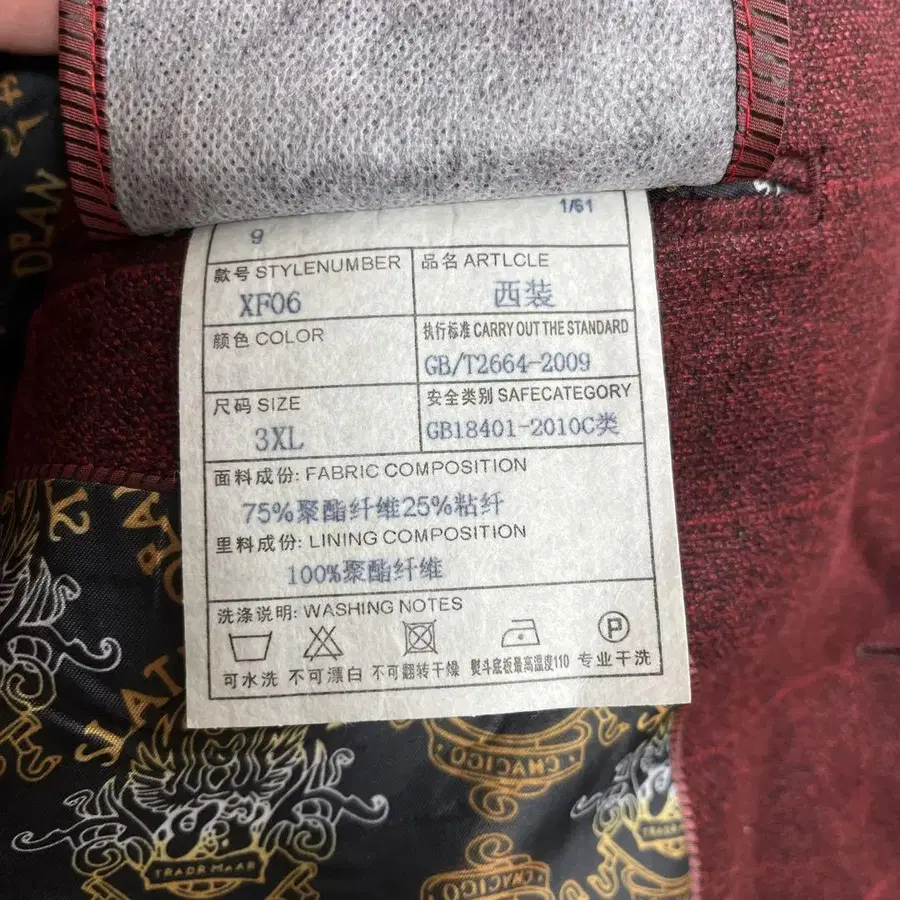 9
1/61
款号 STYLENUMBER
XF06
品名 ARTLCLE
西装
颜色 COLOR
执行标准 CARRY OUT THE STANDARD
GB/T2664-2009
尺码 SIZE
3XL
安全类别 SAFECATEGORY
GB18401-2010C类
面料成份: FABRIC COMPOSITION
75%聚酯纤维25%粘纤
里料成份: LINING COMPOSITION
100%聚酯纤维
洗涤说明: WASHING NOTES
P
可水洗 不可漂白 不可翻转干燥 熨斗底板最高温度110 专业干洗
CHACICO
TRADR MAAR
CHACICO